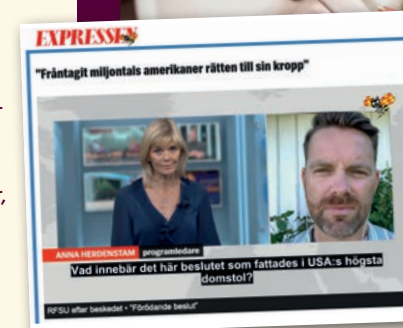 EXPRESSEN
"Fråntagit miljontals amerikaner rätten till sin kropp"
ANNA HERDENSTAM programledare
Vad innebär det här beslutet som fattades i USA:s högsta
domstol?
RFSU efter beskedet • "Förödande beslut"